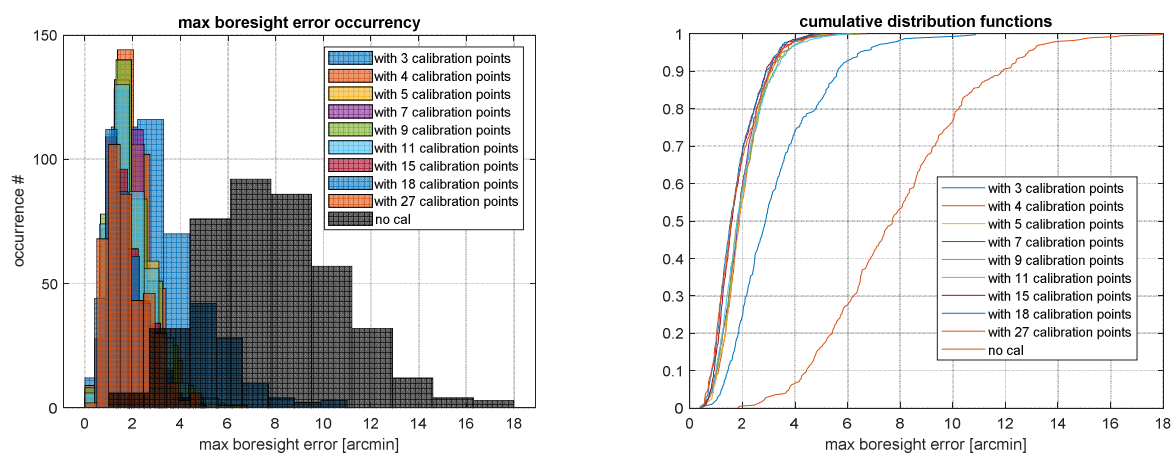 max boresight error occurrency
150
100
50
0
occurrence #
0 2 4 6 8 10 12 14 16 18
max boresight error [arcmin]
with 3 calibration points
with 4 calibration points
with 5 calibration points
with 7 calibration points
with 9 calibration points
with 11 calibration points
with 15 calibration points
with 18 calibration points
with 27 calibration points
no cal
cumulative distribution functions
1
0.9
0.8
0.7
0.6
0.5
0.4
0.3
0.2
0.1
0
0 2 4 6 8 10 12 14 16 18
max boresight error [arcmin]
with 3 calibration points
with 4 calibration points
with 5 calibration points
with 7 calibration points
with 9 calibration points
with 11 calibration points
with 15 calibration points
with 18 calibration points
with 27 calibration points
no cal